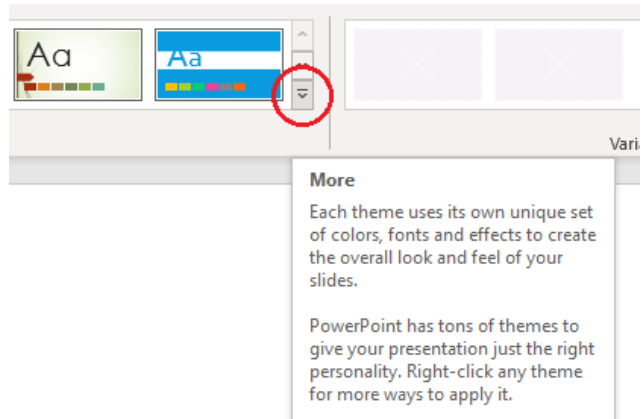 Aa
Aa
Vari
More
Each theme uses its own unique set
of colors, fonts and effects to create
the overall look and feel of your
slides.
PowerPoint has tons of themes to
give your presentation just the right
personality. Right-click any theme
for more ways to apply it.